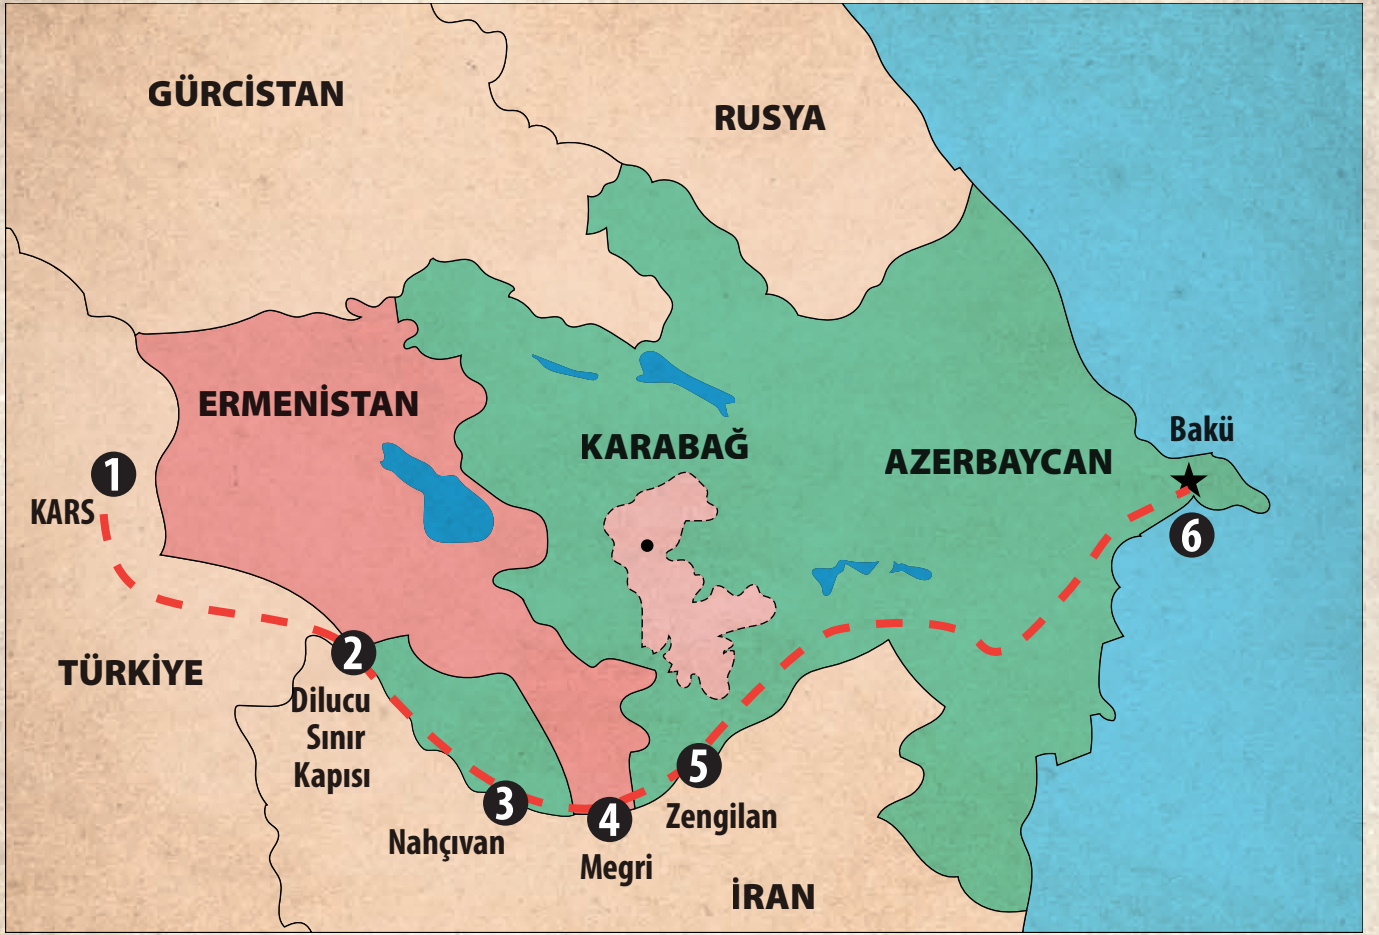 GÜRCİSTAN
RUSYA
ERMENİSTAN
KARABAĞ
AZERBAYCAN
Bakü
1
KARS
6
TÜRKİYE
2
Dilucu
Sınır
Kapısı
3
Nahçıvan
4
Megri
5
Zengilan
İRAN